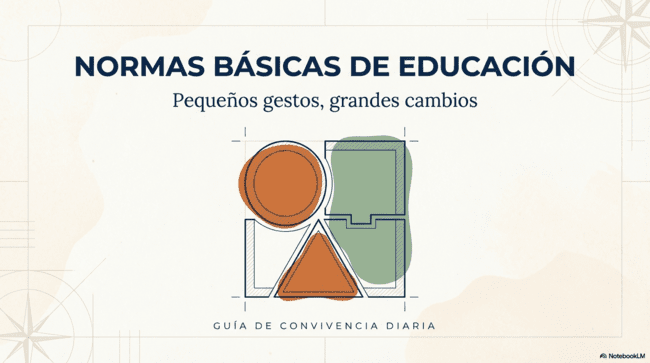 NORMAS BÁSICAS DE EDUCACIÓN
Pequeños gestos, grandes cambios
GUÍA DE CONVIVENCIA DIARIA
NotebookLM